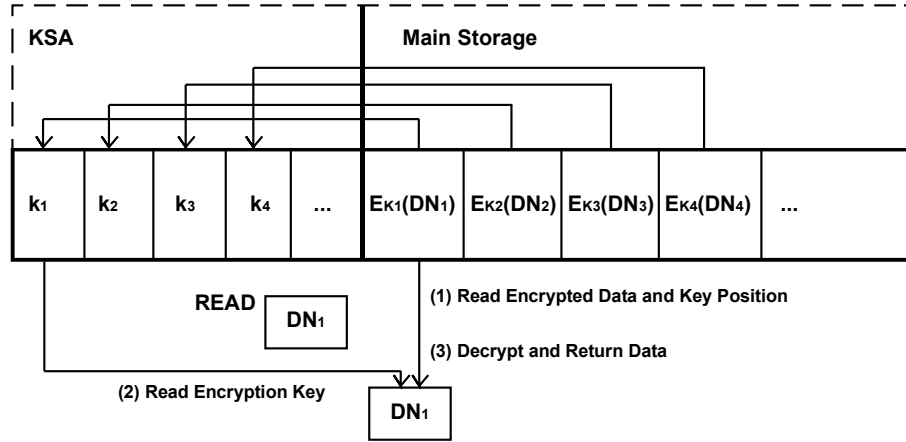 KSA Main Storage
k1 k2 k3 k4 ... EK1(DN1) EK2(DN2) EK3(DN3) EK4(DN4) ...
(1) Read Encrypted Data and Key Position
READ
DN1
(3) Decrypt and Return Data
(2) Read Encryption Key
DN1